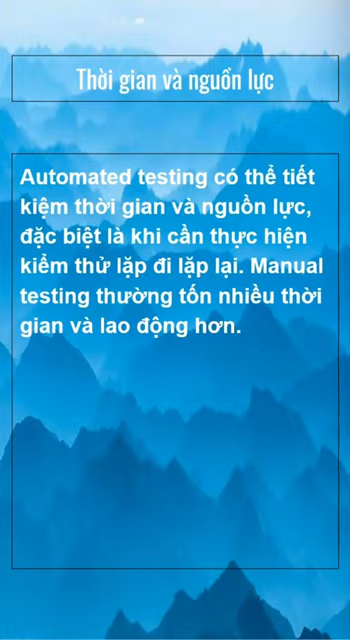 Thời gian và nguồn lực
Automated testing có thể tiết
kiệm thời gian và nguồn lực,
đặc biệt là khi cần thực hiện
kiểm thử lặp đi lặp lại. Manual
testing thường tốn nhiều thời
gian và lao động hơn.